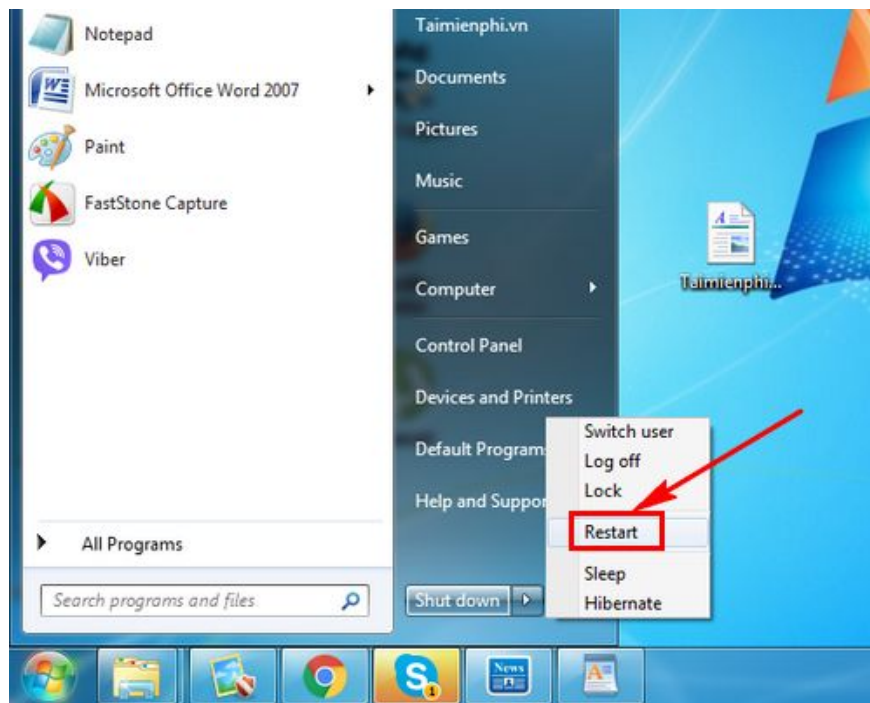 Notepad
Microsoft Office Word 2007
Paint
FastStone Capture
Viber
All Programs
Search programs and files
Taimienphi.vn
Documents
Pictures
Music
Games
Computer
Control Panel
Devices and Printers
Default Program
Help and Suppor
Shut down
Switch user
Log off
Lock
Restart
Sleep
Hibernate
Taimienphi...
W
A
S
1
News
A